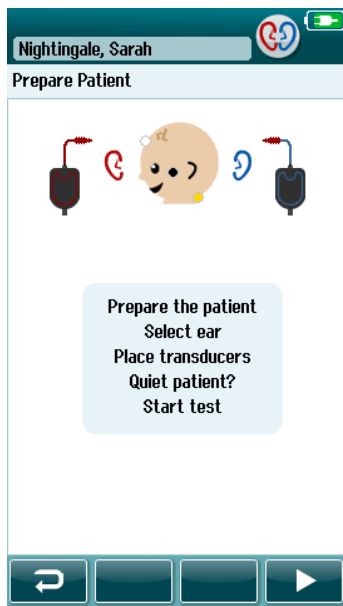 Nightingale, Sarah
Prepare Patient
Prepare the patient
Select ear
Place transducers
Quiet patient?
Start test